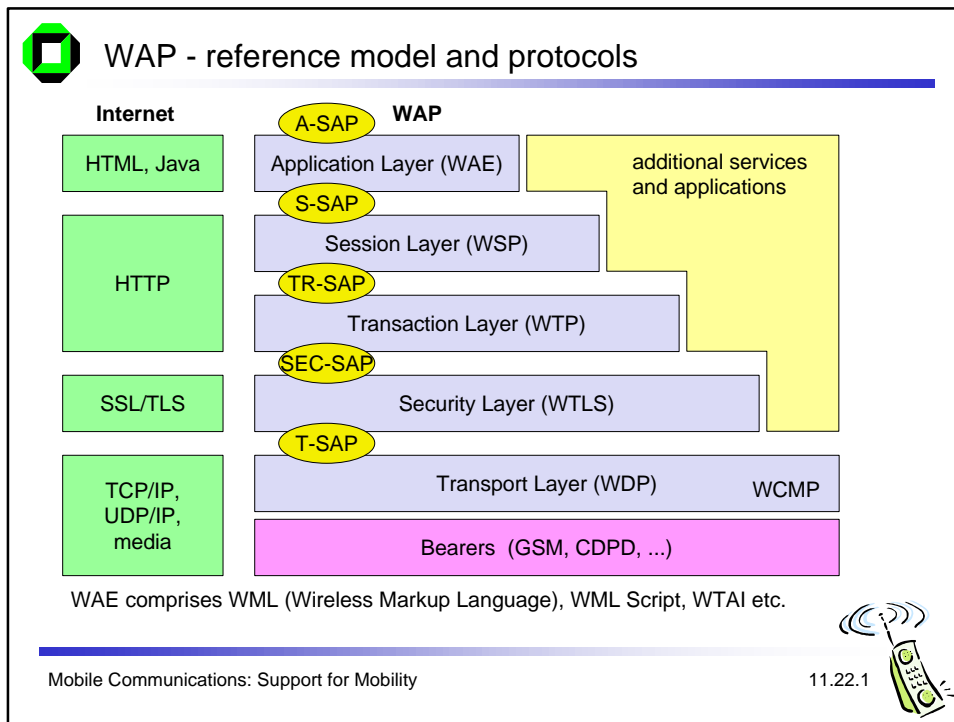 WAP - reference model and protocols
Internet
WAP
A-SAP
HTML, Java
Application Layer (WAE)
additional services
and applications
S-SAP
Session Layer (WSP)
HTTP
TR-SAP
Transaction Layer (WTP)
SEC-SAP
SSL/TLS
Security Layer (WTLS)
T-SAP
TCP/IP,
UDP/IP,
media
Transport Layer (WDP)
WCMP
Bearers (GSM, CDPD, ...)
WAE comprises WML (Wireless Markup Language), WML Script, WTAI etc.
Mobile Communications: Support for Mobility
11.22.1